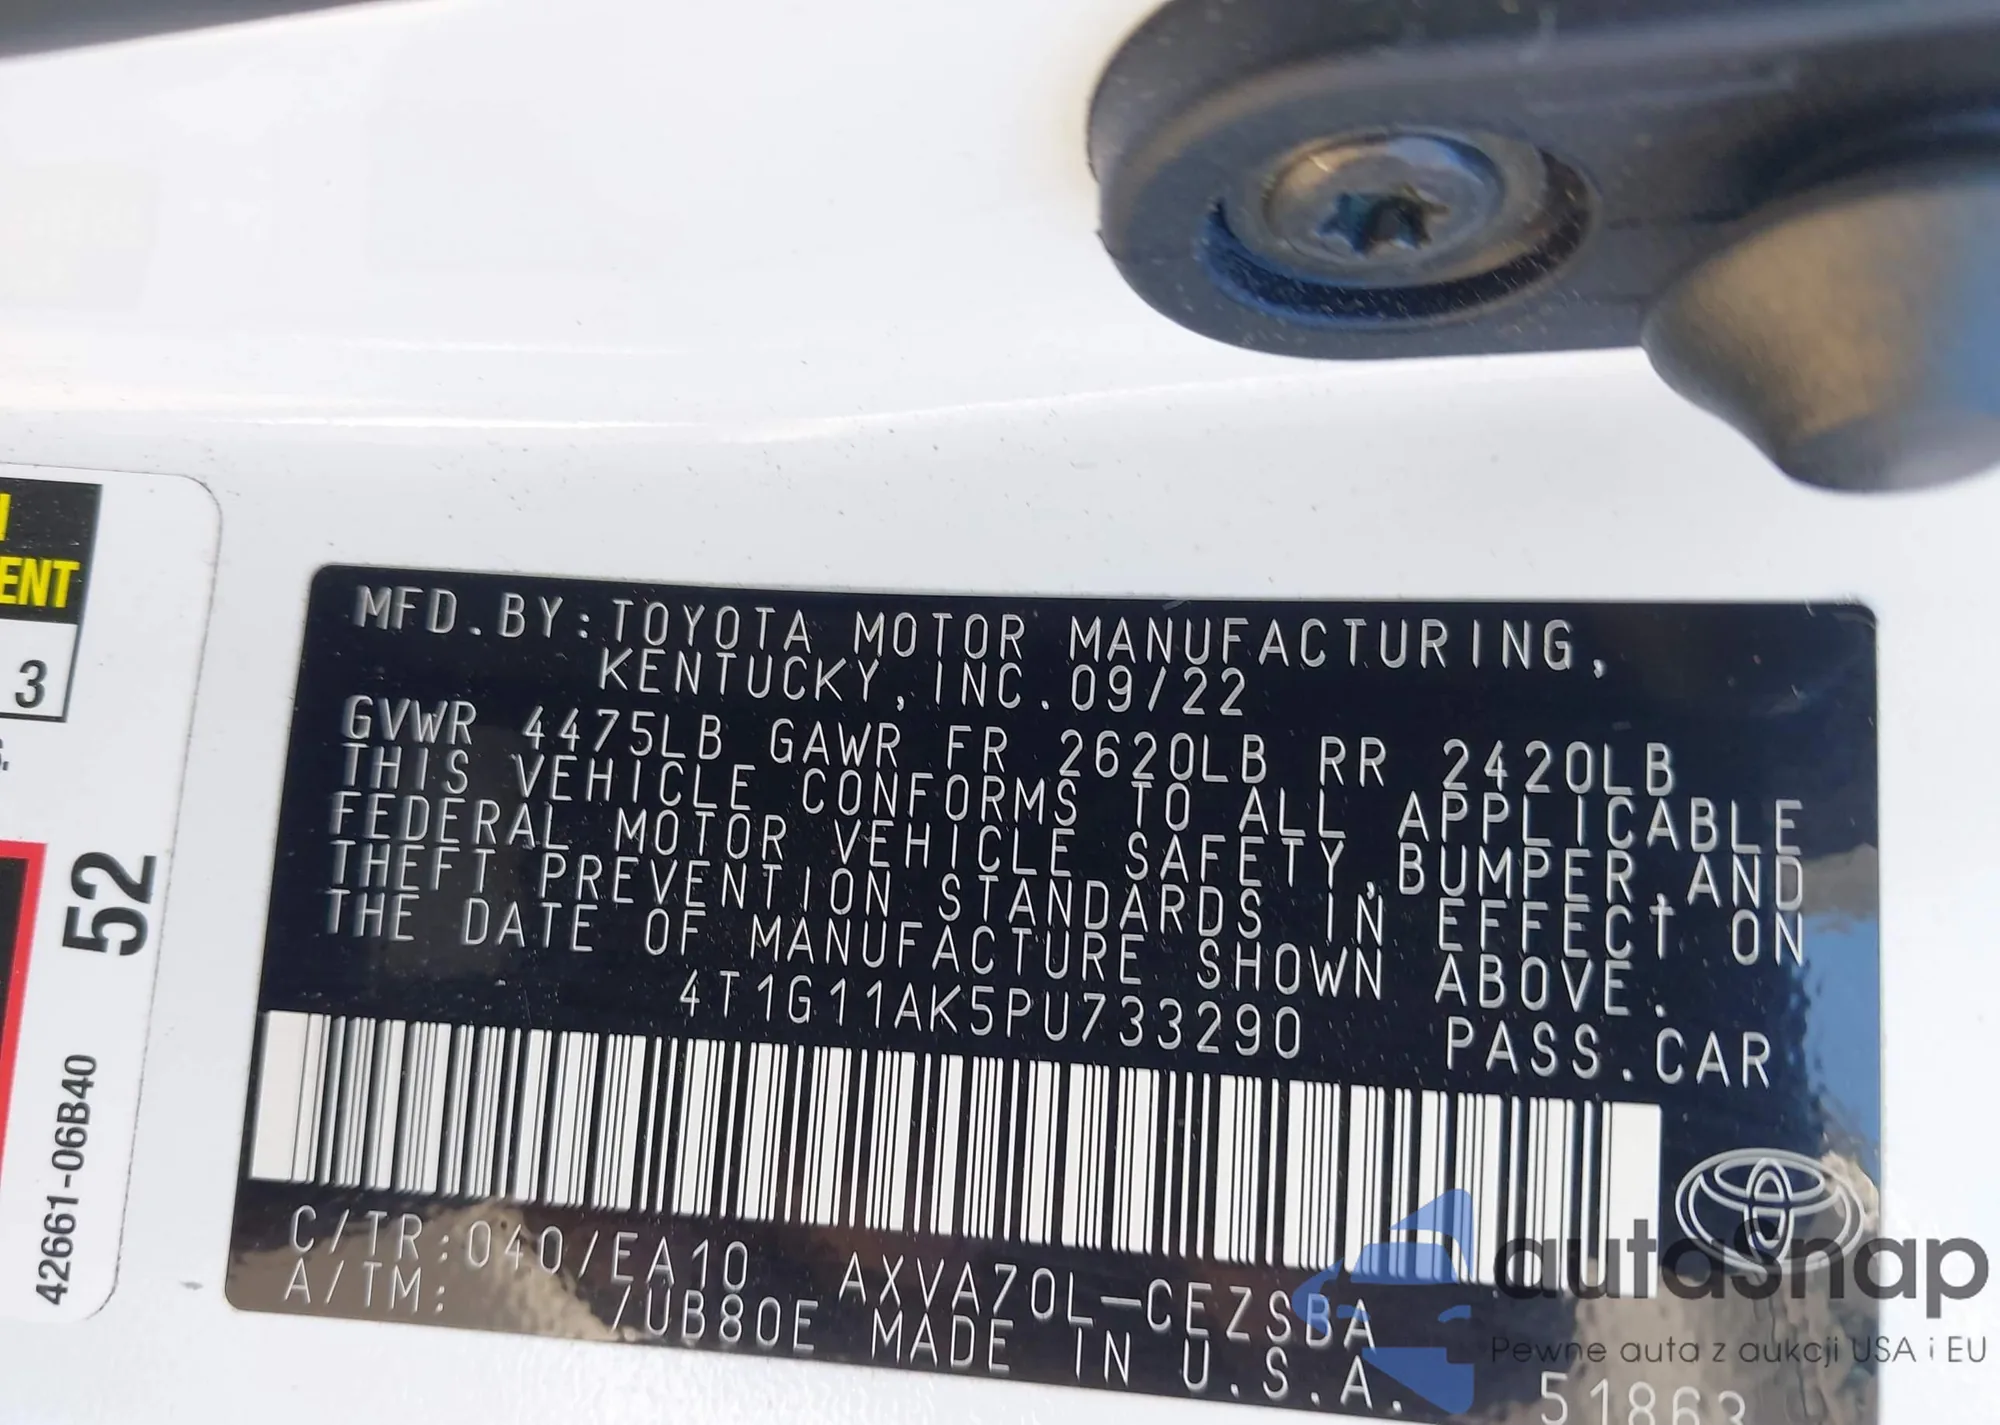 ENT
3
52
42661-06B40
MFD.BY:TOYOTA MOTOR MANUFACTURING,
KENTUCKY,INC.09/22
GVWR 4475LB GAWR FR 2620LB RR 2420LB
THIS VEHICLE CONFORMS TO ALL APPLICABLE
FEDERAL MOTOR VEHICLE SAFETY,BUMPER,AND
THEFT PREVENTION STANDARDS IN EFFECT ON
THE DATE OF MANUFACTURE SHOWN ABOVE.
4T1G11AK5PU733290 PASS.CAR
C/TR:040/EA10 AXVA70L-CEZSBA
A/TM: /UB80E MADE IN U.S.A.
51863
autasnap
Pewne auta z aukcji USA i EU